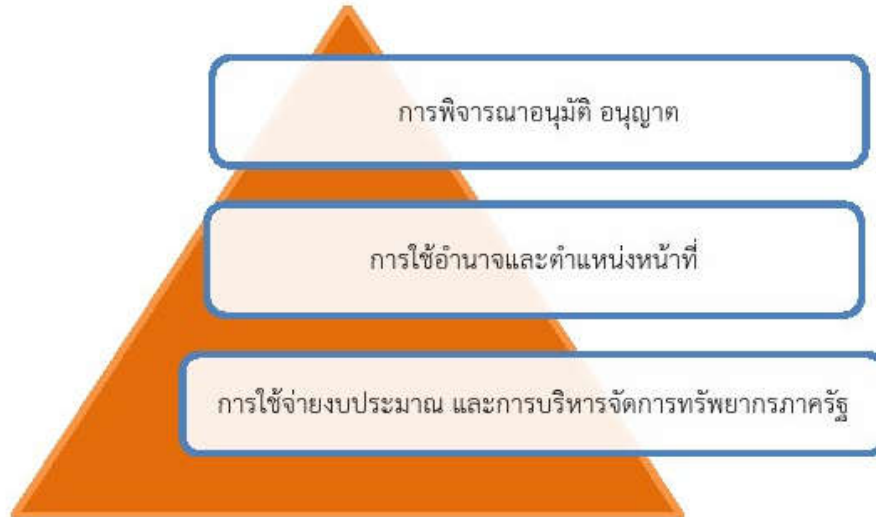 การพิจารณาอนุมัติ อนุญาต
การใช้อำนาจและตำแหน่งหน้าที่
การใช้จ่ายงบประมาณ และการบริหารจัดการทรัพยากรภาครัฐ